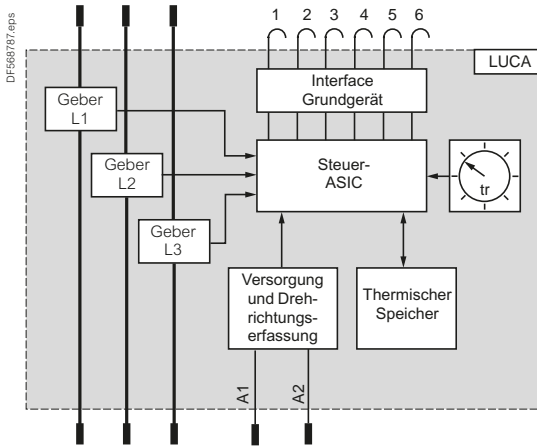 DF568787.eps
1 2 3 4 5 6
LUCA
Interface
Grundgerät
Geber
L1
Geber
L2
Geber
L3
Steuer-
ASIC
tr
Versorgung
und Dreh-
richtungs-
erfassung
Thermischer
Speicher
A1
A2